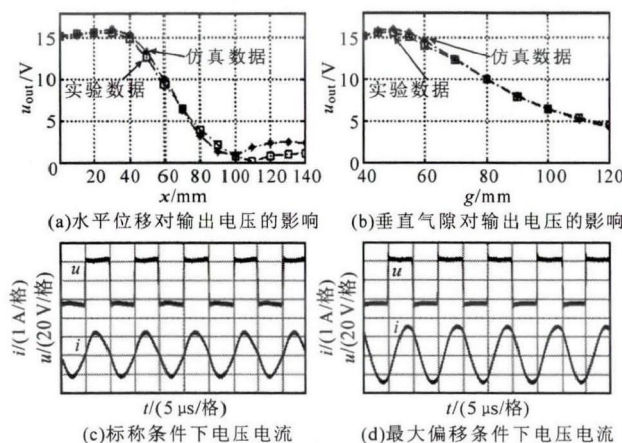 15
10
5
0
u_out/V
仿真数据
实验数据
0 20 40 60 80 100 120 140
x/mm
(a)水平位移对输出电压的影响
15
10
5
0
u_out/V
仿真数据
实验数据
40 60 80 100 120
g/mm
(b)垂直气隙对输出电压的影响
i/(1 A/格)
u/(20 V/格)
u
i
t/(5 μs/格)
(c)标称条件下电压电流
i/(1 A/格)
u/(20 V/格)
u
i
t/(5 μs/格)
(d)最大偏移条件下电压电流